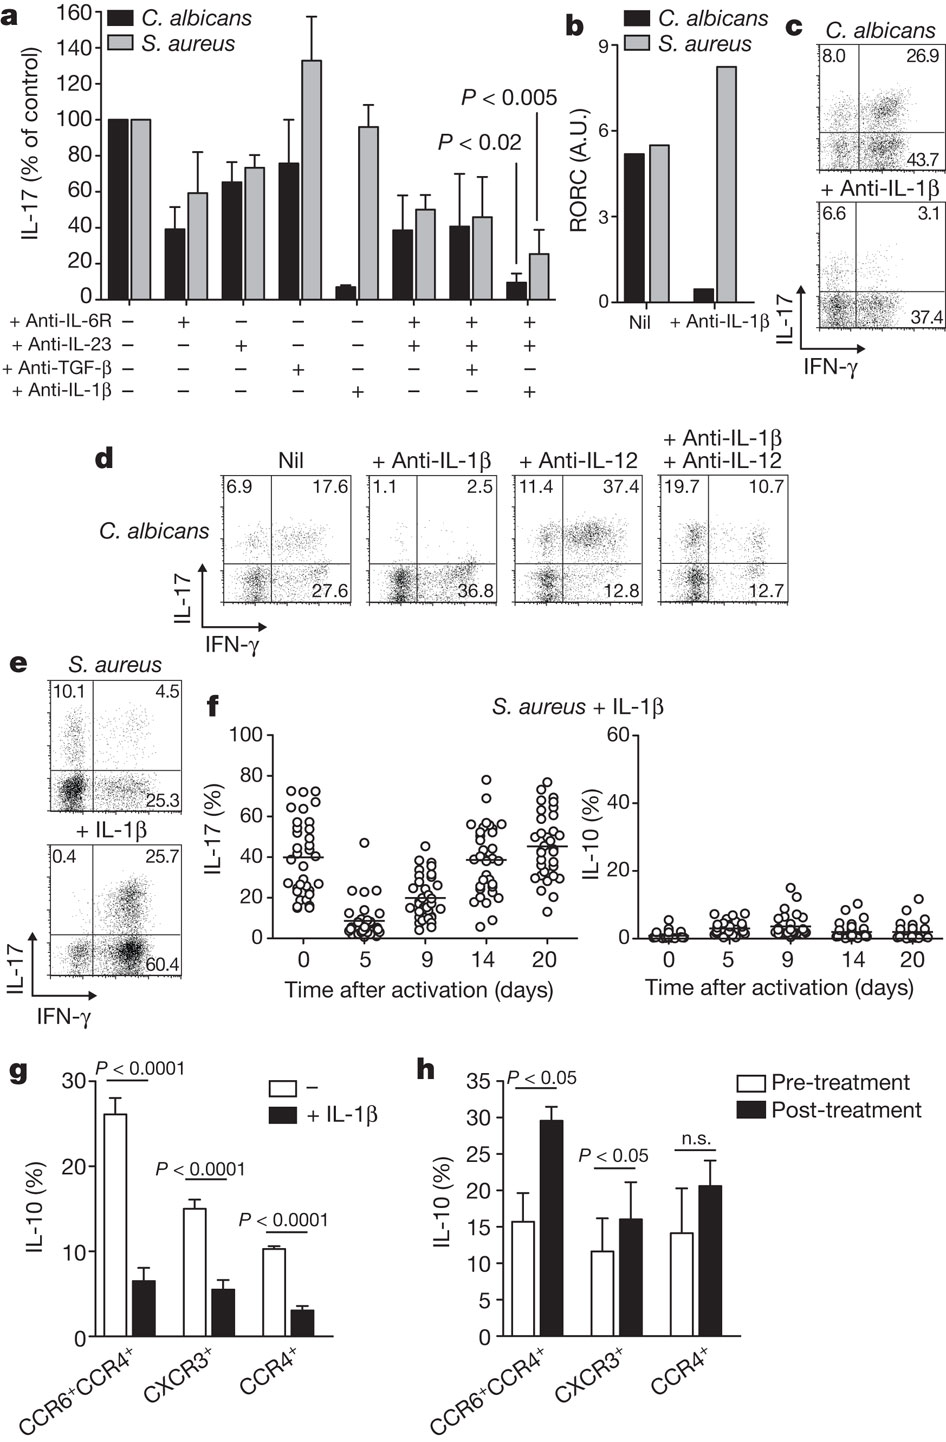 a
C. albicans
S. aureus
IL-17 (% of control)
160
140
120
100
80
60
40
20
0
P < 0.005
P < 0.02
+ Anti-IL-6R – + – – – + + +
+ Anti-IL-23 – – + – – + + +
+ Anti-TGF-β – – – + – – + –
+ Anti-IL-1β – – – – + – – +
b
C. albicans
S. aureus
RORC (A.U.)
9
6
3
0
Nil + Anti-IL-1β
c
C. albicans
8.0 26.9
43.7
+ Anti-IL-1β
6.6 3.1
37.4
IL-17
IFN-γ
d
Nil
+ Anti-IL-1β
+ Anti-IL-12
+ Anti-IL-1β
+ Anti-IL-12
C. albicans
6.9 17.6
27.6
1.1 2.5
36.8
11.4 37.4
12.8
19.7 10.7
12.7
IL-17
IFN-γ
e
S. aureus
10.1 4.5
25.3
+ IL-1β
0.4 25.7
60.4
IL-17
IFN-γ
f
S. aureus + IL-1β
IL-17 (%)
100
80
60
40
20
0
0 5 9 14 20
Time after activation (days)
IL-10 (%)
60
40
20
0
0 5 9 14 20
Time after activation (days)
g
–
+ IL-1β
IL-10 (%)
30
20
10
0
P < 0.0001
P < 0.0001
P < 0.0001
CCR6⁺CCR4⁺
CXCR3⁺
CCR4⁺
h
Pre-treatment
Post-treatment
IL-10 (%)
35
30
25
20
15
10
5
0
P < 0.05
P < 0.05
n.s.
CCR6⁺CCR4⁺
CXCR3⁺
CCR4⁺